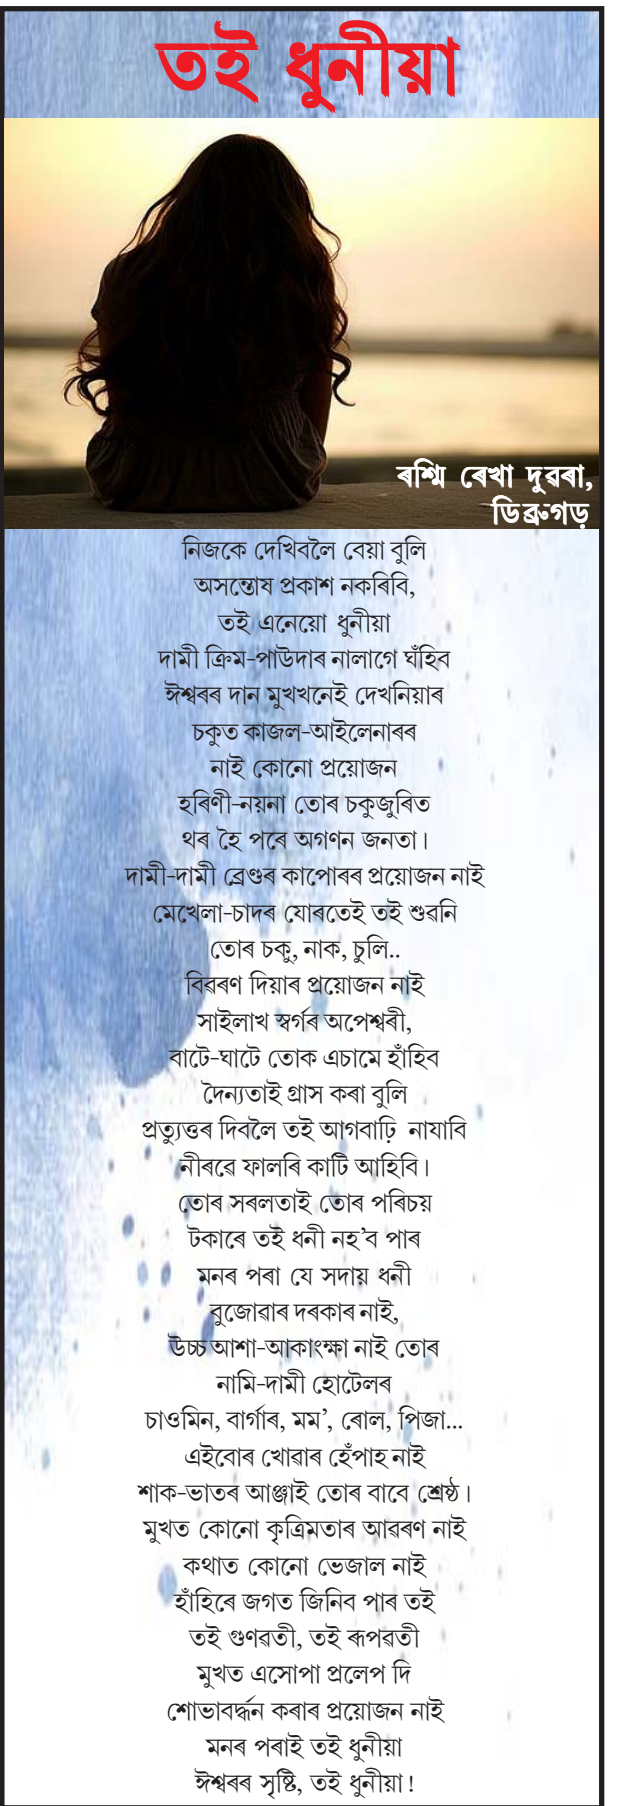 তই ধুনীয়া
ৰশ্মি ৰেখা দুৱৰা,
ডিব্ৰুগড়
নিজকে দেখিবলৈ বেয়া বুলি
অসন্তোষ প্ৰকাশ নকৰিবি,
তই এনেয়ো ধুনীয়া
দামী ক্ৰিম-পাউদাৰ নালাগে ঘঁহিব
ঈশ্বৰৰ দান মুখখনেই দেখনিয়াৰ
চকুত কাজল-আইলেনাৰৰ
নাই কোনো প্ৰয়োজন
হৰিণী-নয়না তোৰ চকুজুৰিত
থৰ হৈ পৰে অগণন জনতা।
দামী-দামী ব্ৰেণ্ডৰ কাপোৰৰ প্ৰয়োজন নাই
মেখেলা-চাদৰ যোৰতেই তই শুৱনি
তোৰ চকু, নাক, চুলি..
বিৱৰণ দিয়াৰ প্ৰয়োজন নাই
সাইলাখ স্বৰ্গৰ অপেশ্বৰী,
বাটে-ঘাটে তোক এচামে হাঁহিব
দৈন্যতাই গ্ৰাস কৰা বুলি
প্ৰত্যুত্তৰ দিবলৈ তই আগবাঢ়ি নাযাবি
নীৰৱে ফালৰি কাটি আহিবি।
তোৰ সৰলতাই তোৰ পৰিচয়
টকাৰে তই ধনী নহ’ব পাৰ
মনৰ পৰা যে সদায় ধনী
বুজোৱাৰ দৰকাৰ নাই,
উচ্চ আশা-আকাংক্ষা নাই তোৰ
নামি-দামী হোটেলৰ
চাওমিন, বাৰ্গাৰ, মম’, ৰোল, পিজা...
এইবোৰ খোৱাৰ হেঁপাহ নাই
শাক-ভাতৰ আঞ্জাই তোৰ বাবে শ্ৰেষ্ঠ।
মুখত কোনো কৃত্ৰিমতাৰ আৱৰণ নাই
কথাত কোনো ভেজাল নাই
হাঁহিৰে জগত জিনিব পাৰ তই
তই গুণৱতী, তই ৰূপৱতী
মুখত এসোপা প্ৰলেপ দি
শোভাবৰ্দ্ধন কৰাৰ প্ৰয়োজন নাই
মনৰ পৰাই তই ধুনীয়া
ঈশ্বৰৰ সৃষ্টি, তই ধুনীয়া!